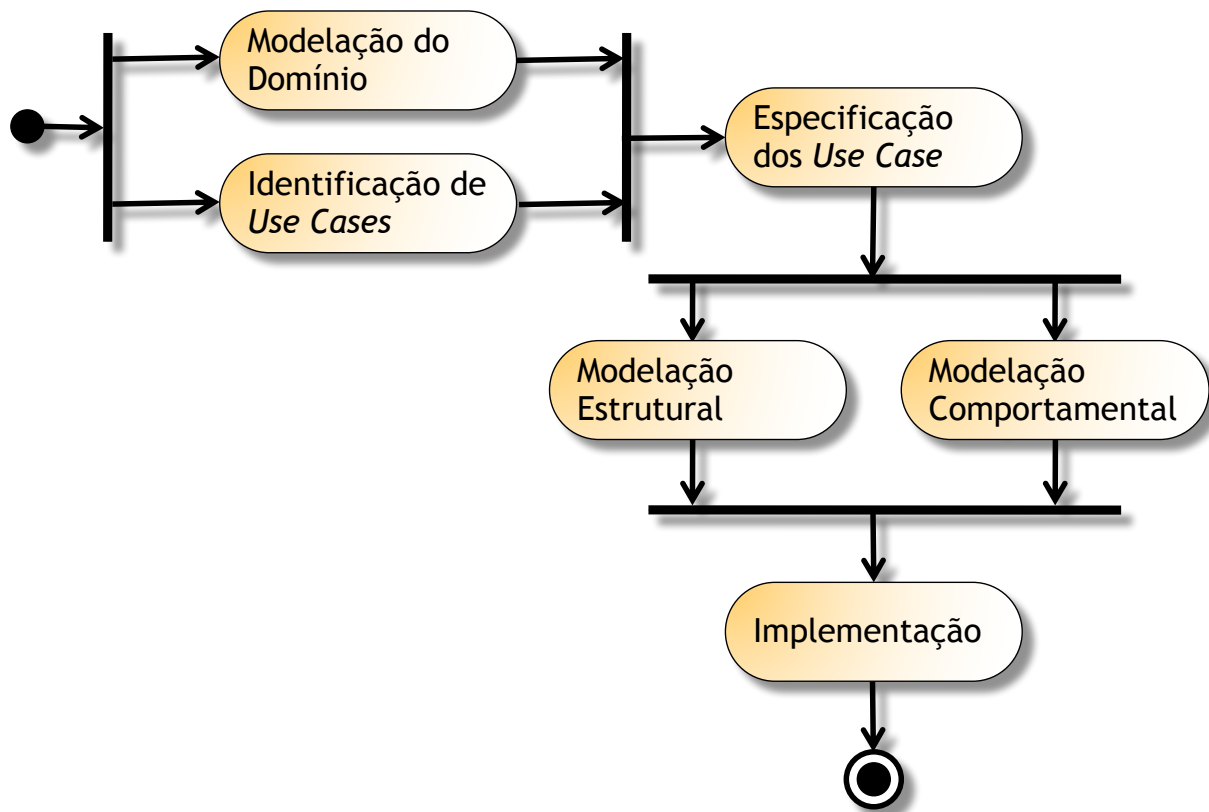 Modelação do
Domínio
Identificação de
Use Cases
Especificação
dos Use Case
Modelação
Estrutural
Modelação
Comportamental
Implementação